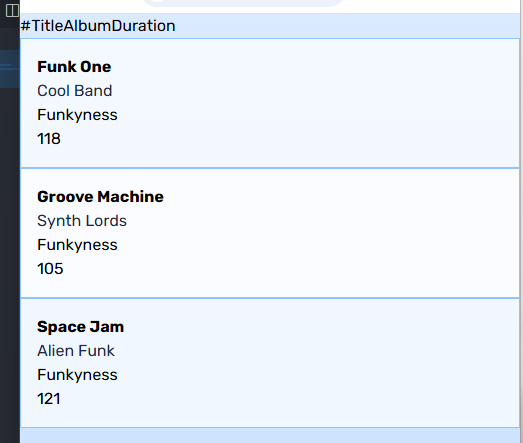 #TitleAlbumDuration
Funk One
Cool Band
Funkyness
118
Groove Machine
Synth Lords
Funkyness
105
Space Jam
Alien Funk
Funkyness
121